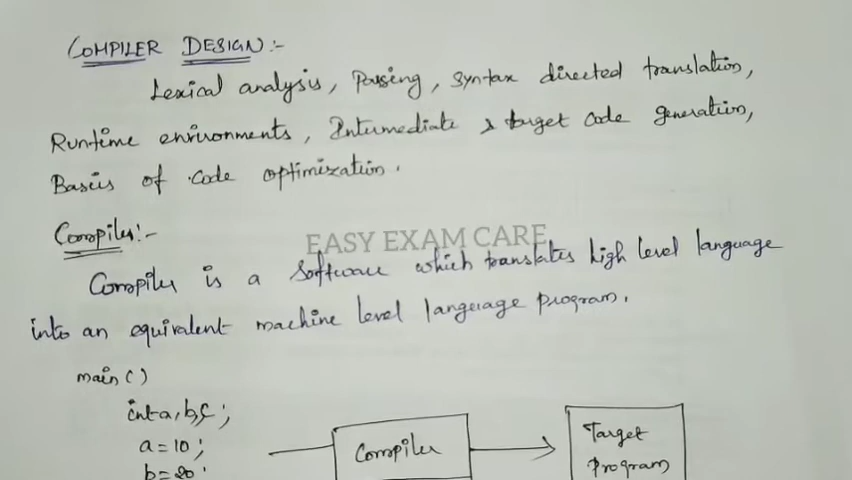 COMPILER DESIGN:-
Lexical analysis, Parsing, Syntax directed translation,
Runtime environments, Intermediate & target code generation,
Basics of code optimization.
Compiler:-
EASY EXAM CARE
Compiler is a Software which translates high level language
into an equivalent machine level language program.
main()
int a, b, c;
a = 10;
b = 20;
Compiler
Target
Program